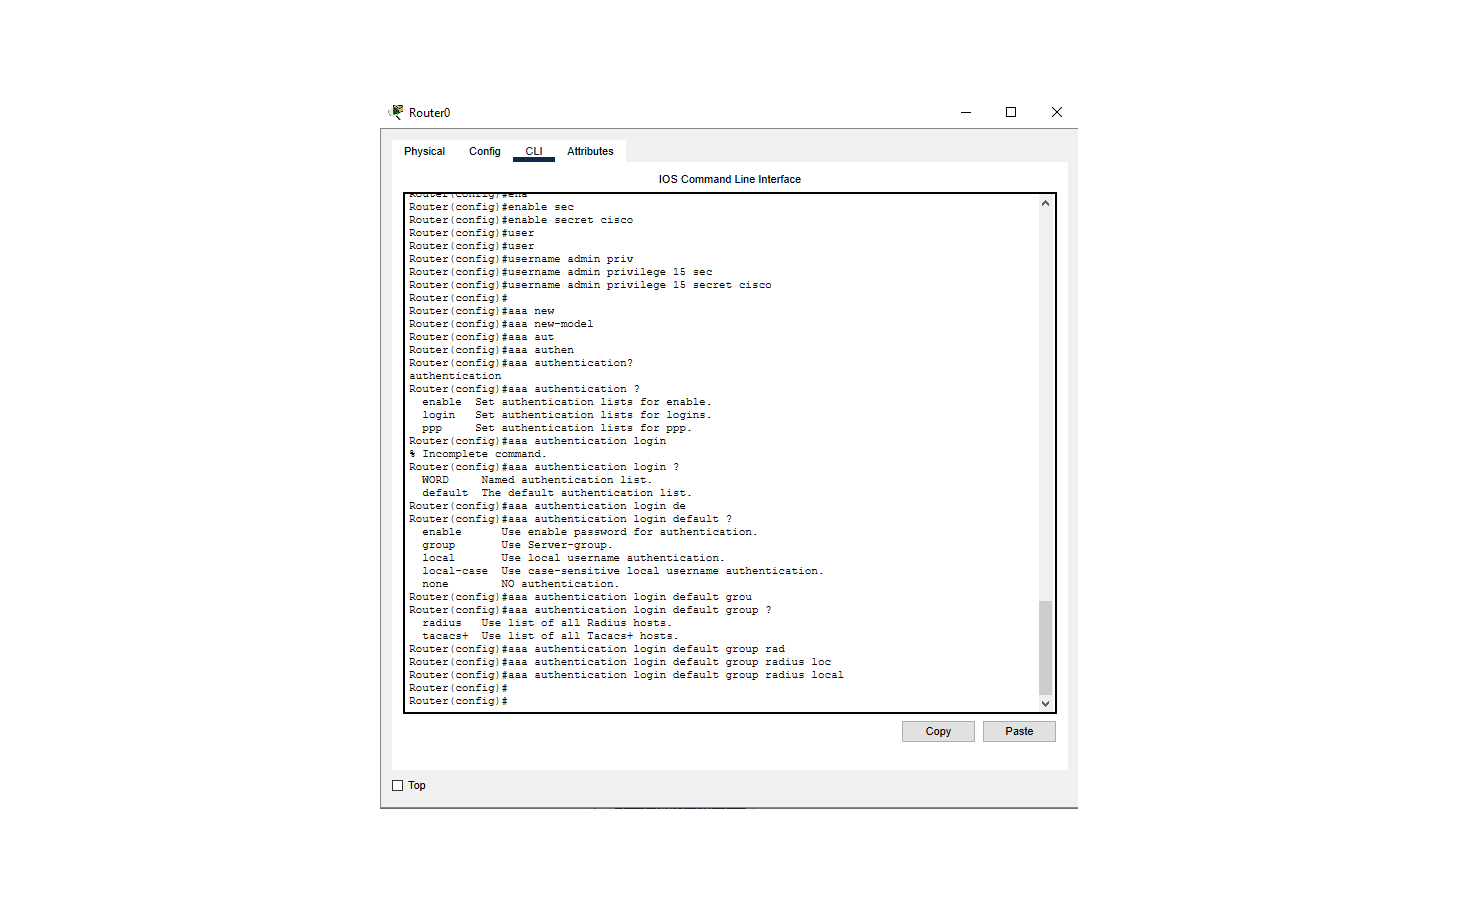 Router0
Physical Config CLI Attributes
IOS Command Line Interface
Router(config)#ena
Router(config)#enable sec
Router(config)#enable secret cisco
Router(config)#user
Router(config)#user
Router(config)#username admin priv
Router(config)#username admin privilege 15 sec
Router(config)#username admin privilege 15 secret cisco
Router(config)#
Router(config)#aaa new
Router(config)#aaa new-model
Router(config)#aaa aut
Router(config)#aaa authen
Router(config)#aaa authentication?
authentication
Router(config)#aaa authentication ?
enable Set authentication lists for enable.
login Set authentication lists for logins.
ppp Set authentication lists for ppp.
Router(config)#aaa authentication login
% Incomplete command.
Router(config)#aaa authentication login ?
WORD Named authentication list.
default The default authentication list.
Router(config)#aaa authentication login de
Router(config)#aaa authentication login default ?
enable Use enable password for authentication.
group Use Server-group.
local Use local username authentication.
local-case Use case-sensitive local username authentication.
none NO authentication.
Router(config)#aaa authentication login default grou
Router(config)#aaa authentication login default group ?
radius Use list of all Radius hosts.
tacacs+ Use list of all Tacacs+ hosts.
Router(config)#aaa authentication login default group rad
Router(config)#aaa authentication login default group radius loc
Router(config)#aaa authentication login default group radius local
Router(config)#
Router(config)#
Copy Paste
Top